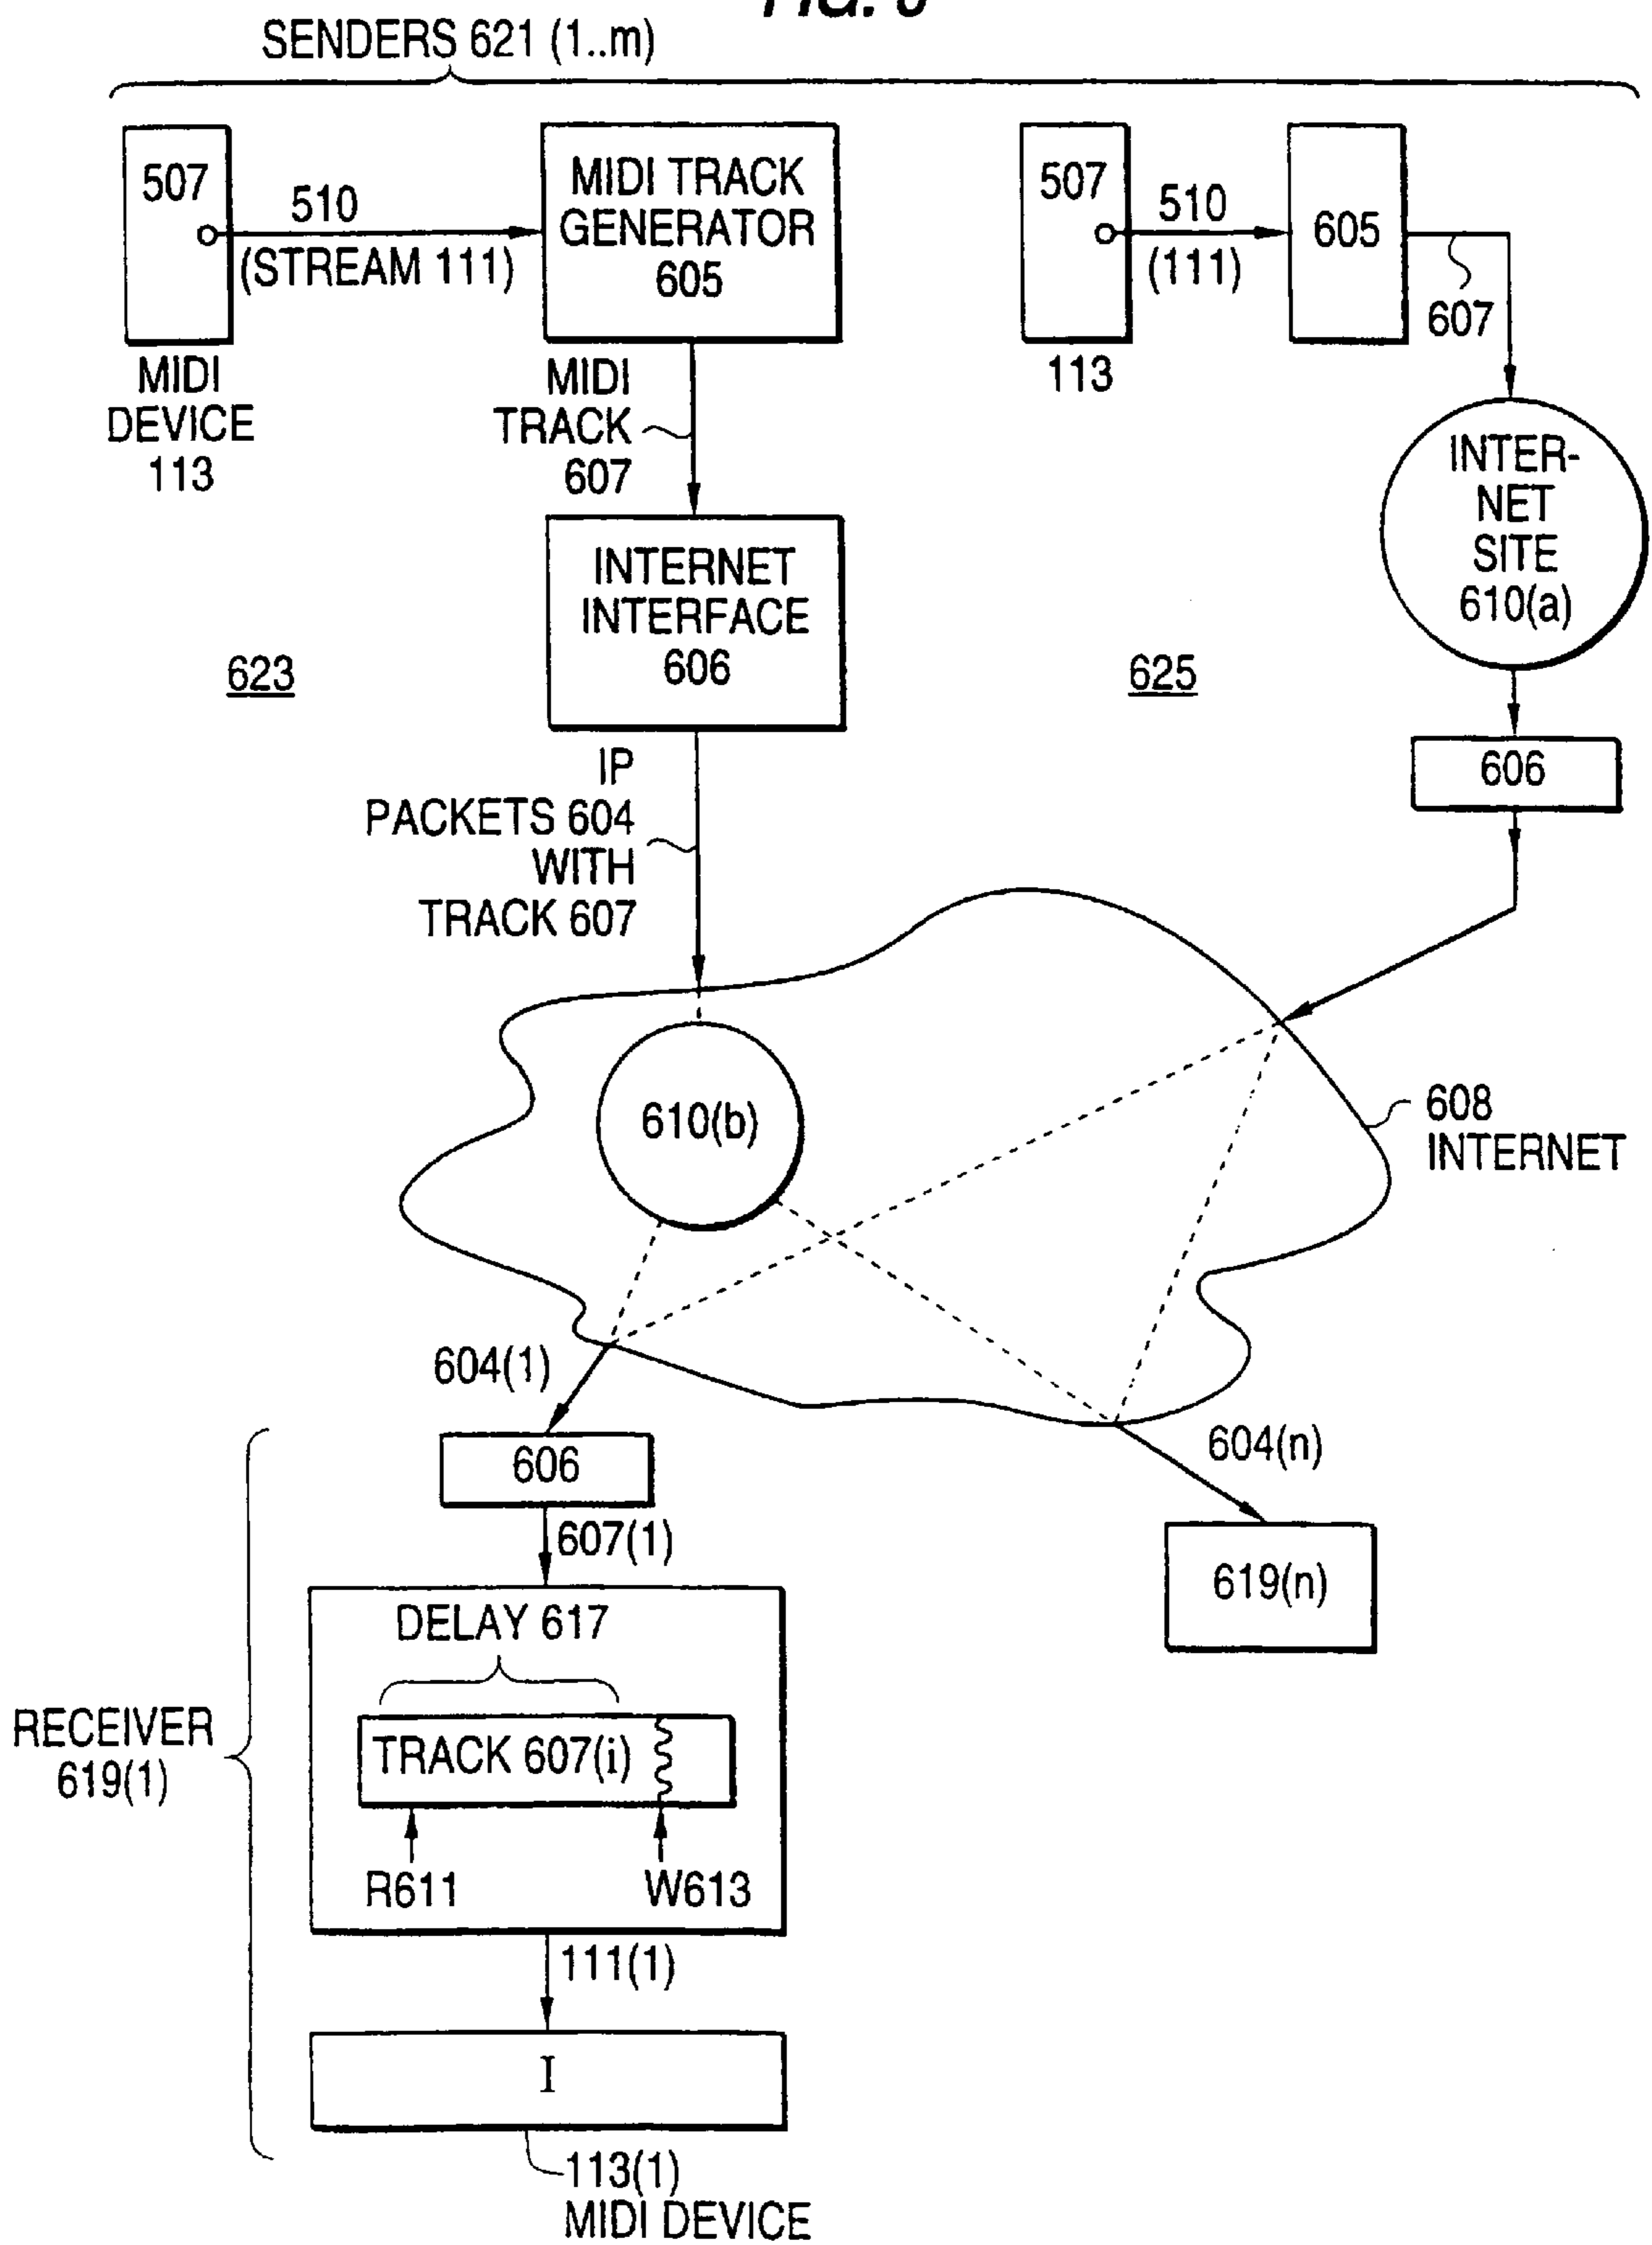 SENDERS 621 (1..m)
507
510
(STREAM 111)
MIDI TRACK
GENERATOR
605
MIDI
DEVICE
113
MIDI
TRACK
607
INTERNET
INTERFACE
606
623
IP
PACKETS 604
WITH
TRACK 607
507
510
(111)
605
607
113
INTER-
NET
SITE
610(a)
625
606
610(b)
608
INTERNET
604(1)
604(n)
606
607(1)
619(n)
DELAY 617
TRACK 607(i)
R611
W613
RECEIVER
619(1)
111(1)
I
113(1)
MIDI DEVICE